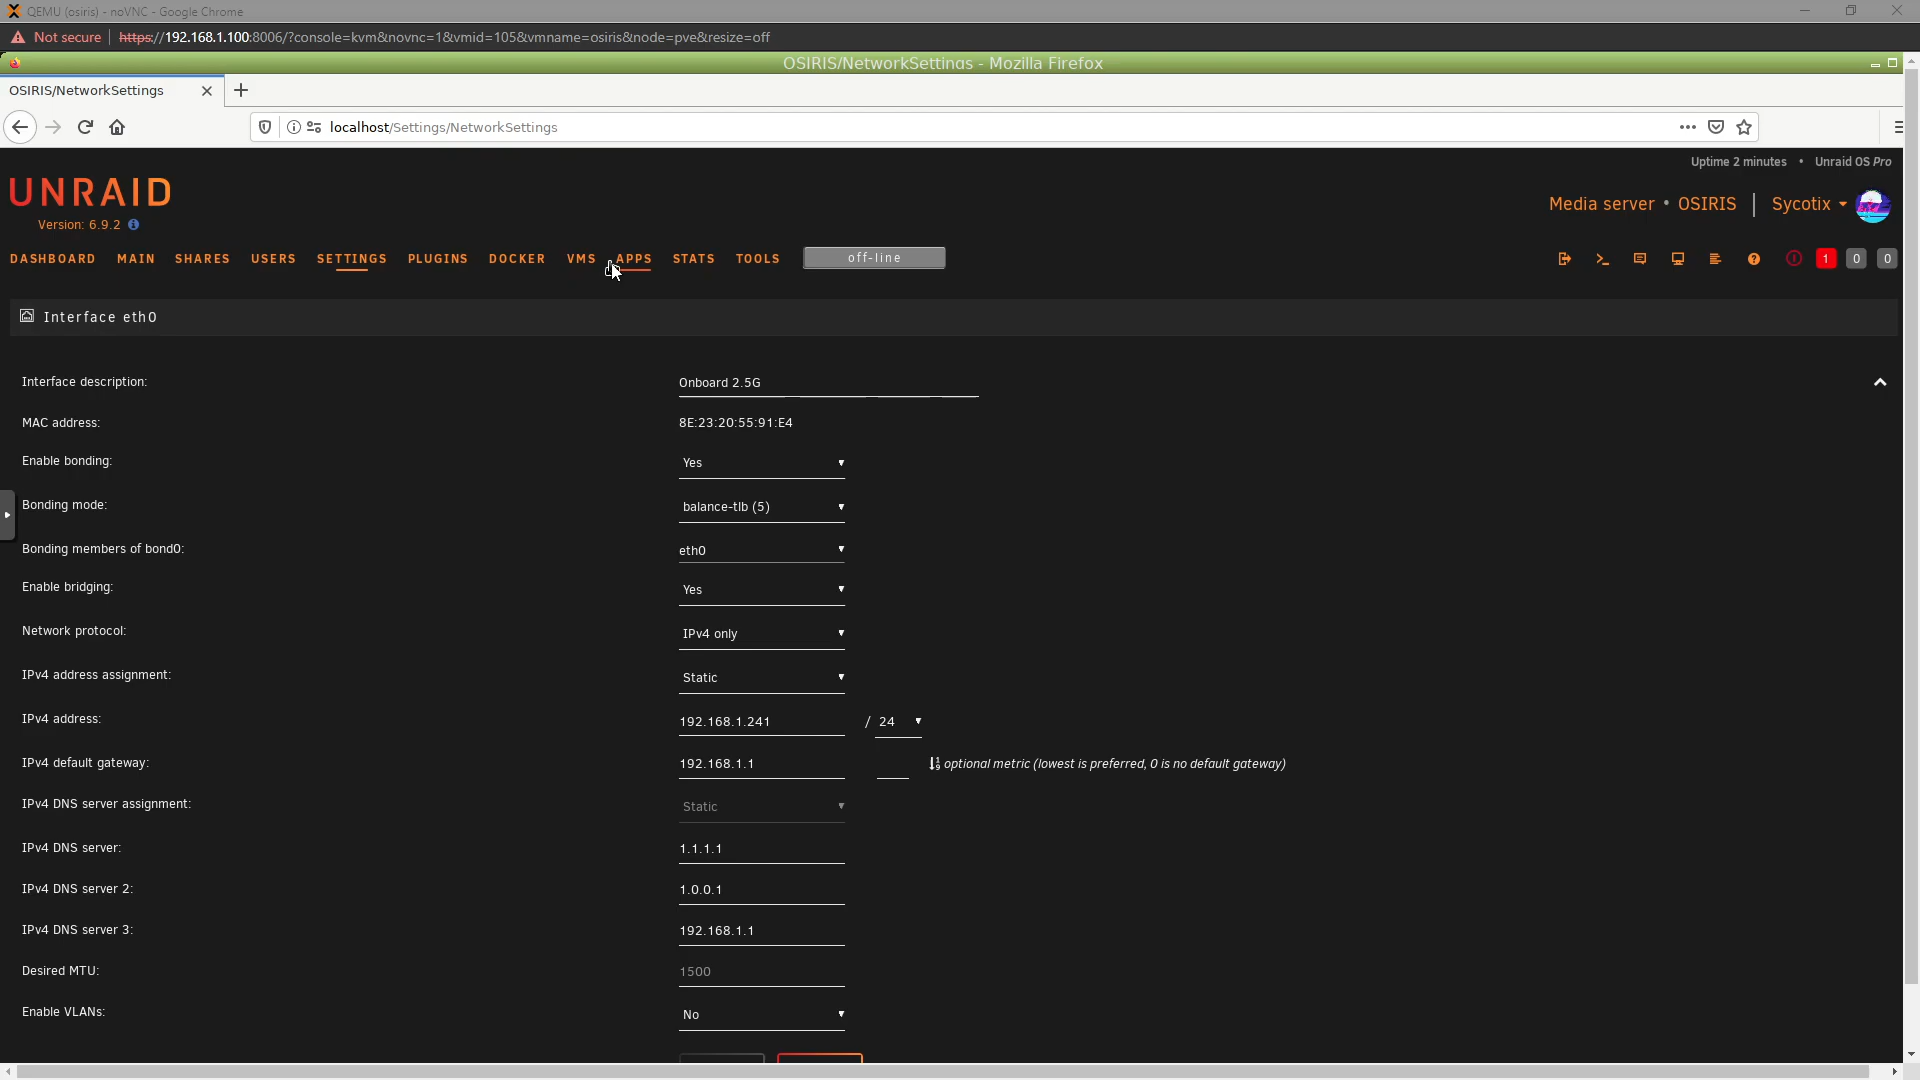 QEMU (osiris) - noVNC - Google Chrome
Not secure https://192.168.1.100:8006/?console=kvm&novnc=1&vmid=105&vmname=osiris&node=pve&resize=off
OSIRIS/NetworkSettings - Mozilla Firefox
OSIRIS/NetworkSettings
localhost/Settings/NetworkSettings
Uptime 2 minutes • Unraid OS Pro
UNRAID
Version: 6.9.2
Media server • OSIRIS
Sycotix
DASHBOARD MAIN SHARES USERS SETTINGS PLUGINS DOCKER VMS APPS STATS TOOLS off-line 1 0 0
Interface eth0
Interface description: Onboard 2.5G
MAC address: 8E:23:20:55:91:E4
Enable bonding: Yes
Bonding mode: balance-tlb (5)
Bonding members of bond0: eth0
Enable bridging: Yes
Network protocol: IPv4 only
IPv4 address assignment: Static
IPv4 address: 192.168.1.241 / 24
IPv4 default gateway: 192.168.1.1 optional metric (lowest is preferred, 0 is no default gateway)
IPv4 DNS server assignment: Static
IPv4 DNS server: 1.1.1.1
IPv4 DNS server 2: 1.0.0.1
IPv4 DNS server 3: 192.168.1.1
Desired MTU: 1500
Enable VLANs: No